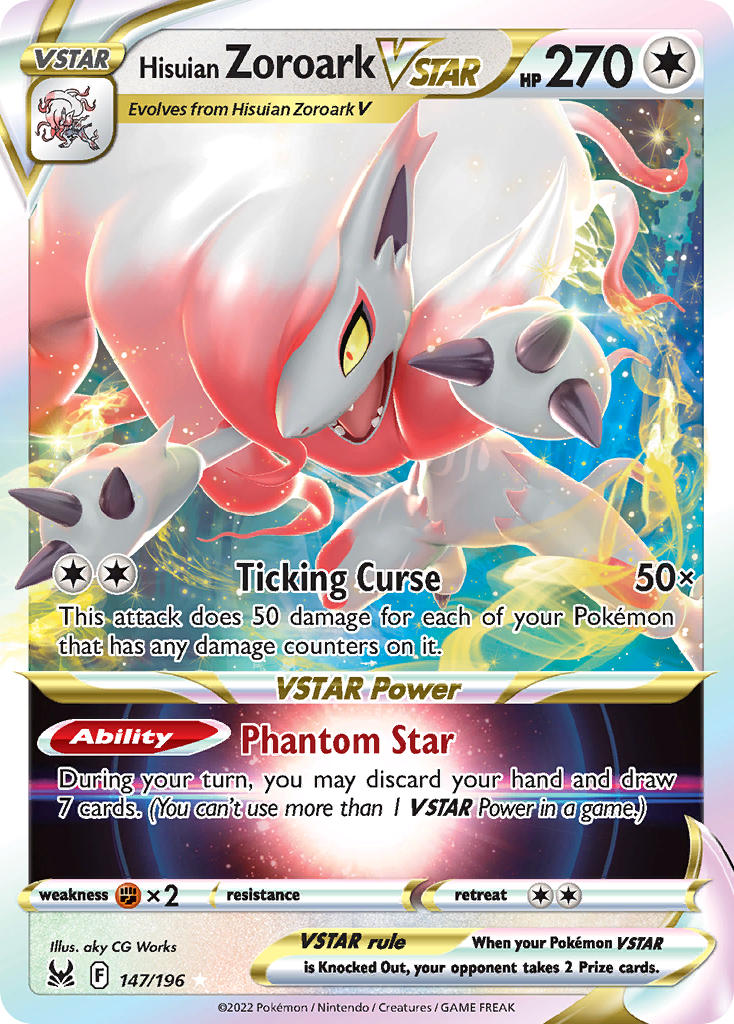 VSTAR Hisuian Zoroark VSTAR HP 270
Evolves from Hisuian Zoroark V
Ticking Curse 50×
This attack does 50 damage for each of your Pokémon
that has any damage counters on it.
VSTAR Power
Ability Phantom Star
During your turn, you may discard your hand and draw
7 cards. (You can't use more than 1 VSTAR Power in a game.)
weakness ×2 resistance retreat
Illus. aky CG Works
VSTAR rule When your Pokémon VSTAR
is Knocked Out, your opponent takes 2 Prize cards.
F 147/196
©2022 Pokémon / Nintendo / Creatures / GAME FREAK